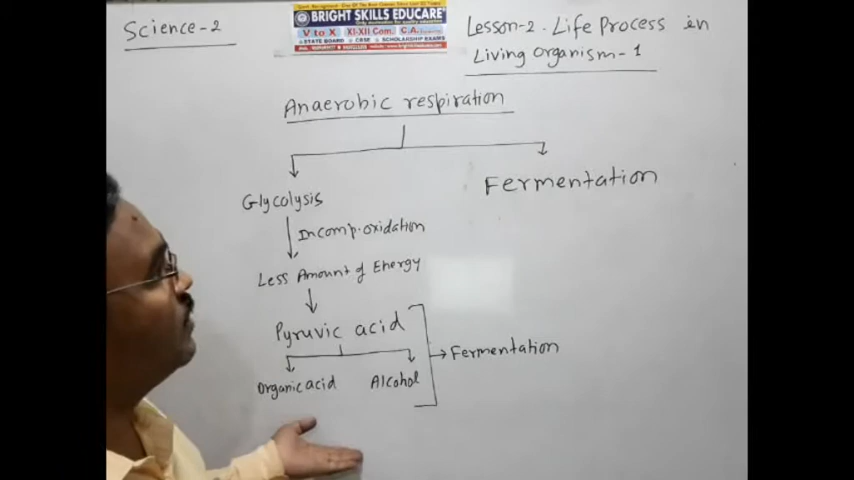 Science-2
BRIGHT SKILLS EDUCARE
V to X XI-XII Com. C.A.
STATE BOARD CBSE SCHOLARSHIP EXAMS
Lesson-2. Life Process in
Living Organism-1
Anaerobic respiration
Glycolysis
Fermentation
Incomp. oxidation
Less Amount of Energy
Pyruvic acid
Fermentation
Organic acid Alcohol